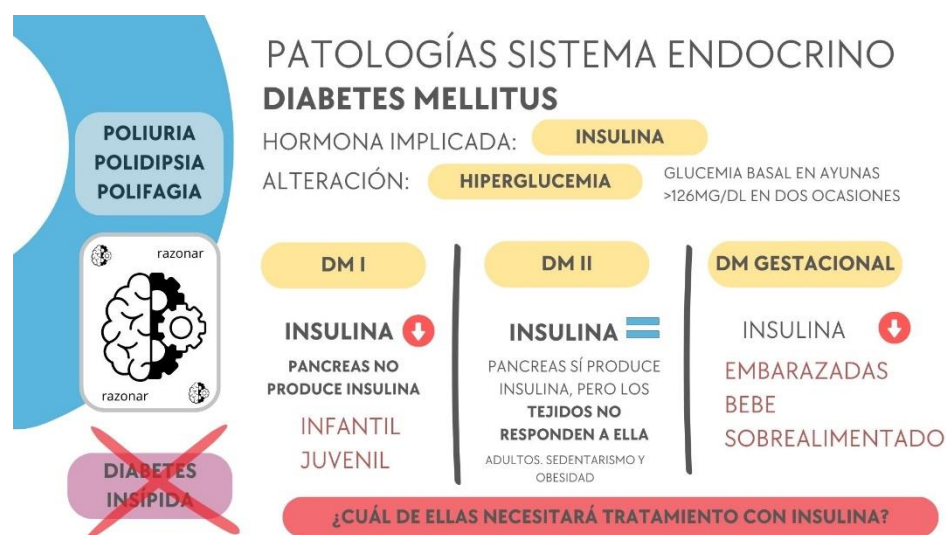 PATOLOGÍAS SISTEMA ENDOCRINO
DIABETES MELLITUS
HORMONA IMPLICADA: INSULINA
ALTERACIÓN: HIPERGLUCEMIA
GLUCEMIA BASAL EN AYUNAS
>126MG/DL EN DOS OCASIONES
POLIURIA
POLIDIPSIA
POLIFAGIA
razonar
razonar
DIABETES
INSÍPIDA
DM I
INSULINA
PANCREAS NO
PRODUCE INSULINA
INFANTIL
JUVENIL
DM II
INSULINA
PANCREAS SÍ PRODUCE
INSULINA, PERO LOS
TEJIDOS NO
RESPONDEN A ELLA
ADULTOS. SEDENTARISMO Y
OBESIDAD
DM GESTACIONAL
INSULINA
EMBARAZADAS
BEBE
SOBREALIMENTADO
¿CUÁL DE ELLAS NECESITARÁ TRATAMIENTO CON INSULINA?